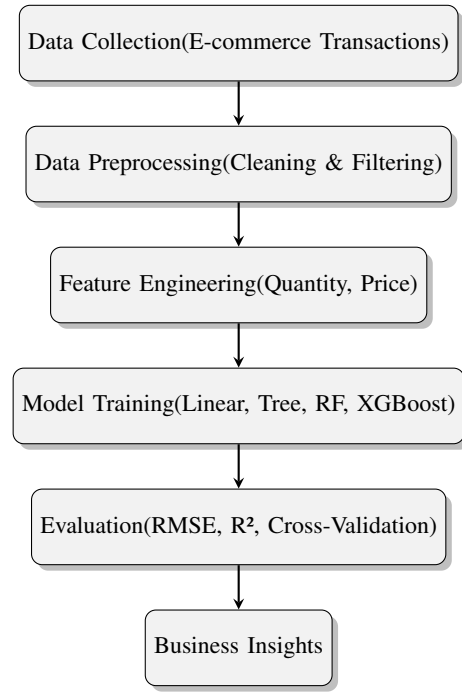 Data Collection(E-commerce Transactions)
Data Preprocessing(Cleaning & Filtering)
Feature Engineering(Quantity, Price)
Model Training(Linear, Tree, RF, XGBoost)
Evaluation(RMSE, R², Cross-Validation)
Business Insights